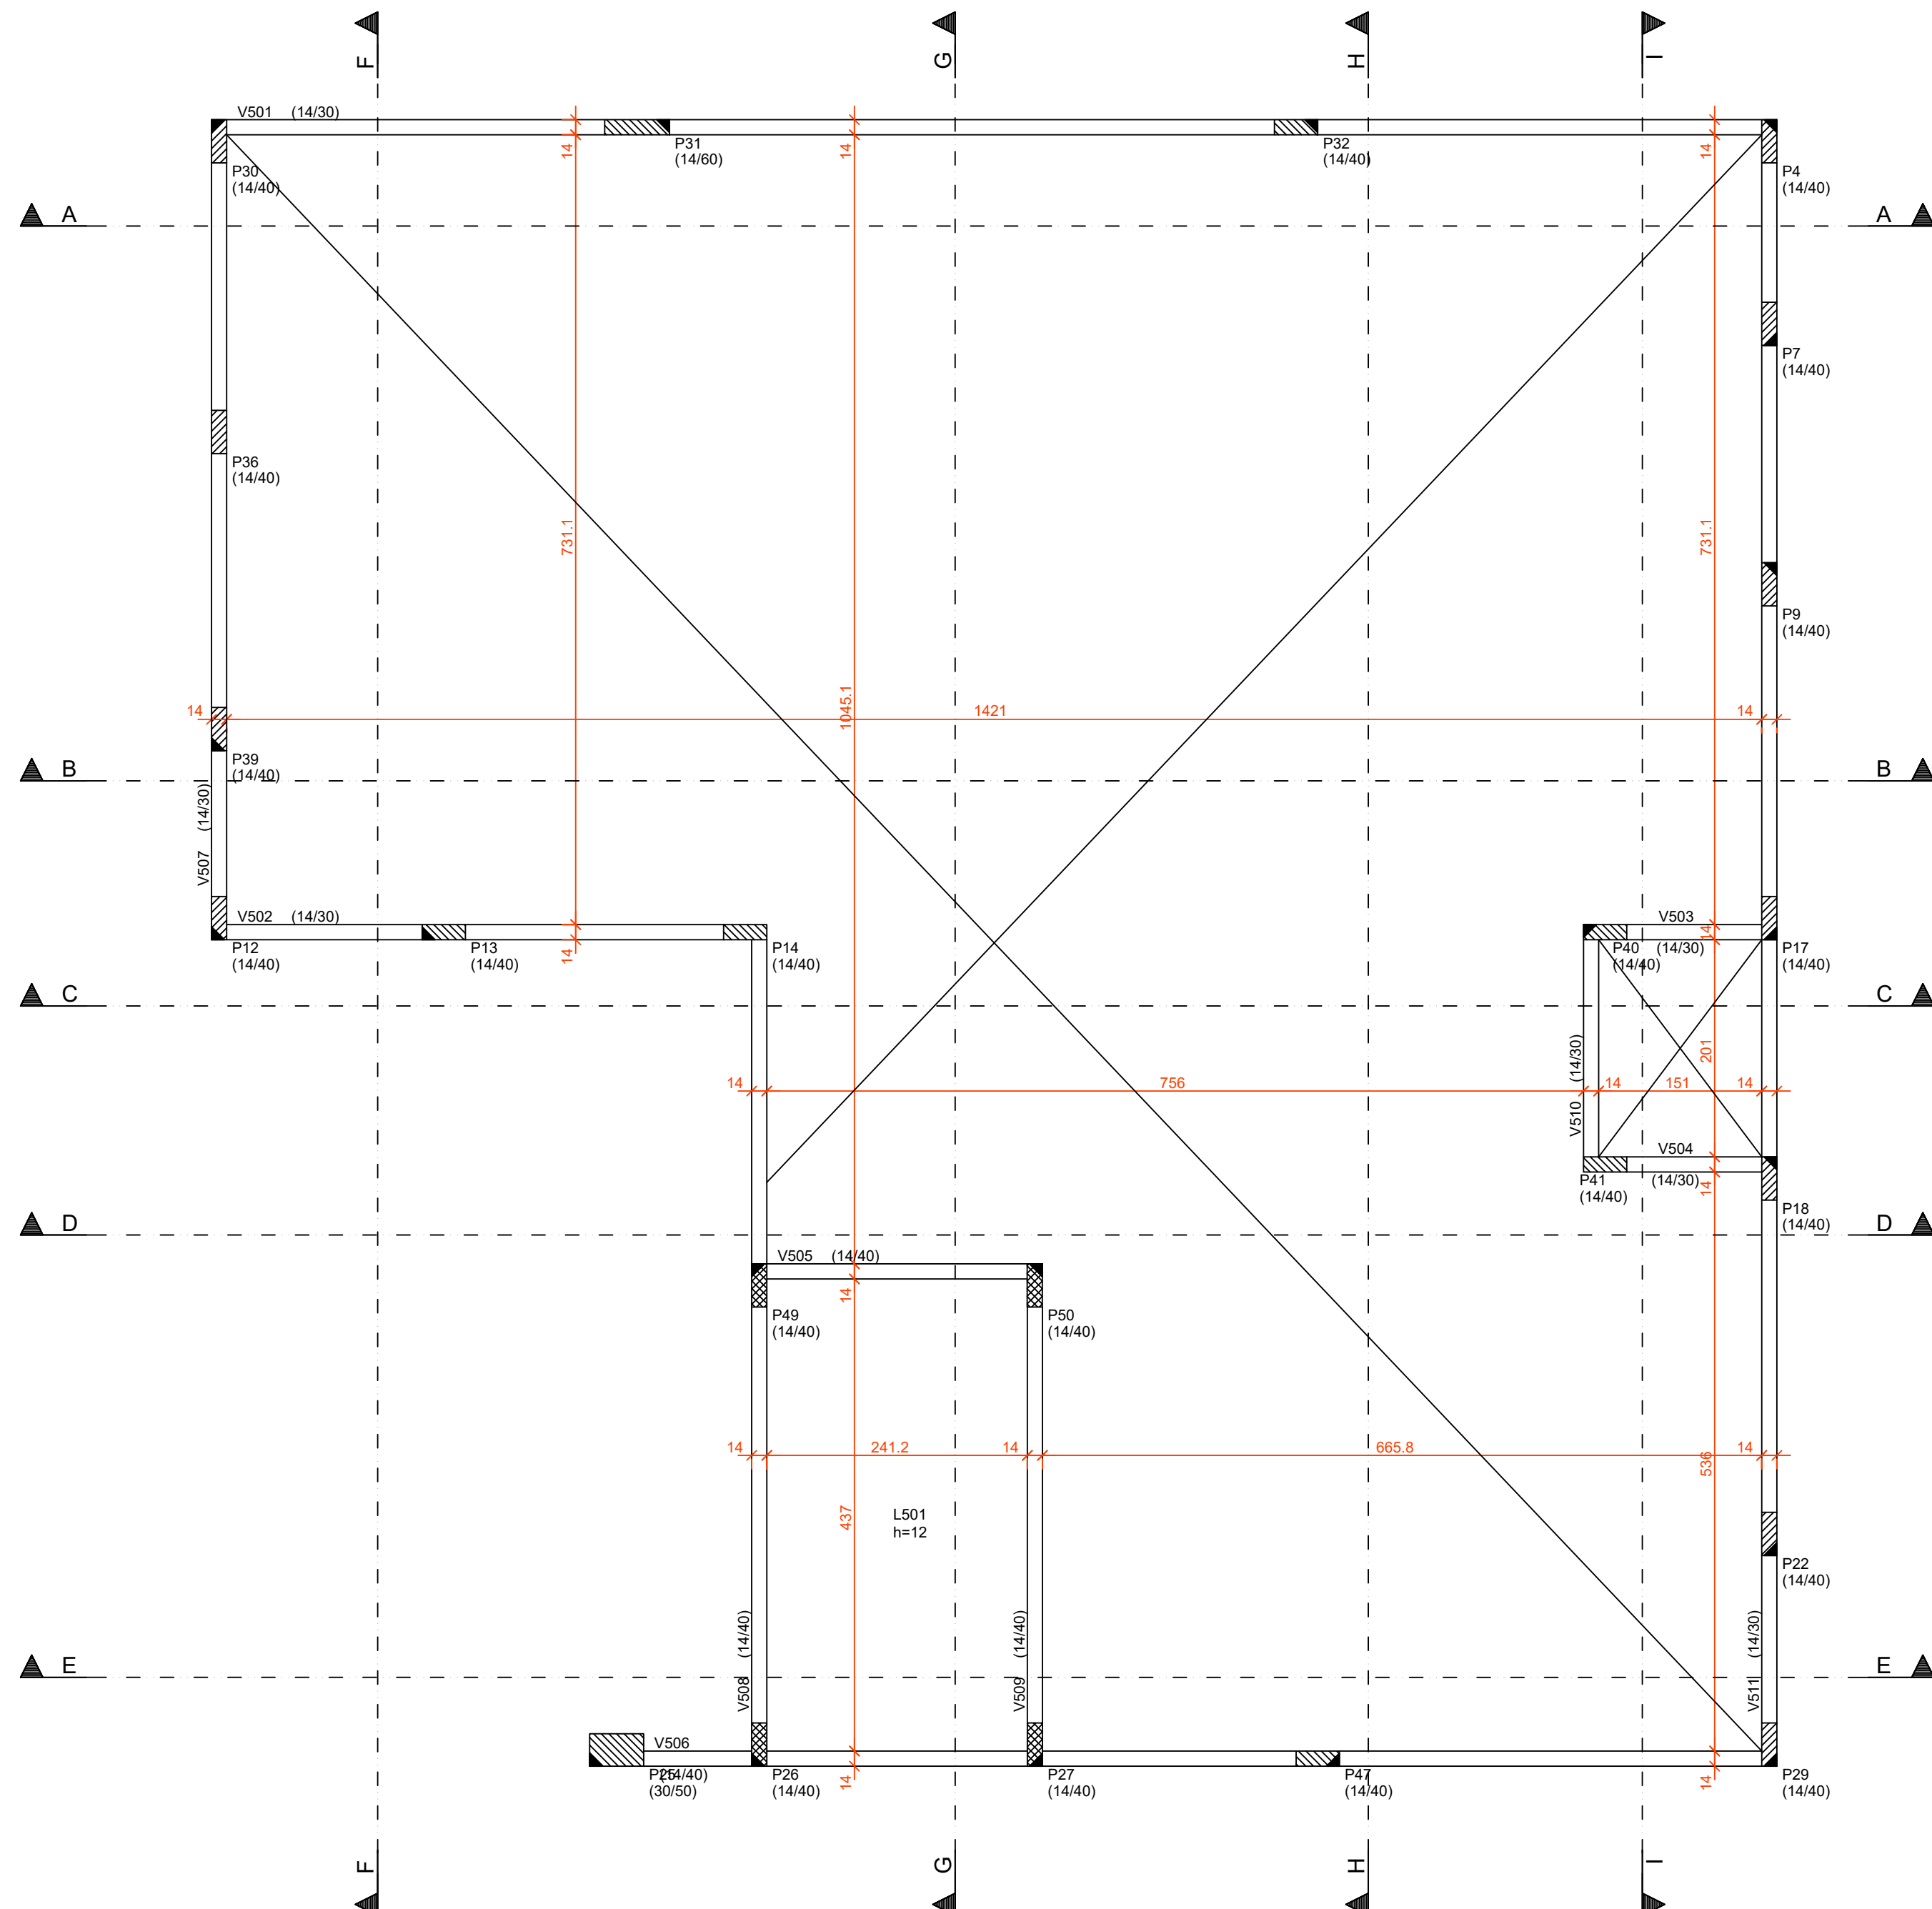 F G H I
V501 (14/30)
14 14 14
P31
(14/60)
P32
(14/40)
P30
(14/40)
P4
(14/40)
A A
P7
(14/40)
P36
(14/40)
731.1 731.1
P9
(14/40)
14 1045.1 1421 14
P39
(14/40)
B B
V507 (14/30)
V502 (14/30)
V503
14 14
P12
(14/40)
P13
(14/40)
P14
(14/40)
P40
(14/40)
(14/30)
P17
(14/40)
C C
V510 (14/30)
201
14 756 14 151 14
V504
P41
(14/40)
(14/30)
14
P18
(14/40)
D D
V505 (14/40)
14
P49
(14/40)
P50
(14/40)
14 241.2 14 665.8 14
536
437
L501
h=12
P22
(14/40)
V508 (14/40)
V509 (14/40)
V511 (14/30)
E E
V506
(14/40)
P25
(30/50)
P26
(14/40)
14
P27
(14/40)
P47
(14/40)
14
P29
(14/40)
F G H I